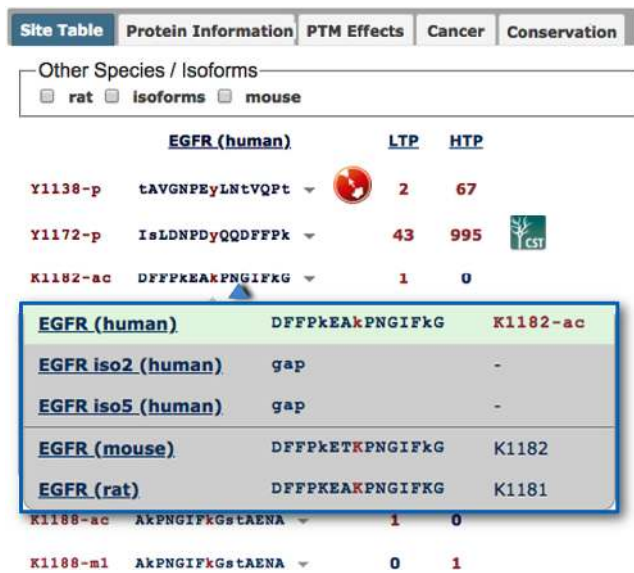 Site Table Protein Information PTM Effects Cancer Conservation
Other Species / Isoforms
rat isoforms mouse
EGFR (human) LTP HTP
Y1138-p tAVGNPEyLNtVQPt 2 67
Y1172-p IsLDNPDyQQDFFPk 43 995 CST
K1182-ac DFFPkEAkPNGIFkG 1 0
EGFR (human) DFFPkEAkPNGIFkG K1182-ac
EGFR iso2 (human) gap -
EGFR iso5 (human) gap -
EGFR (mouse) DFFPkETKPNGIFkG K1182
EGFR (rat) DFFPKEAKPNGIFKG K1181
K1188-ac AkPNGIFkGstAENA 1 0
K1188-m1 AkPNGIFkGstAENA 0 1